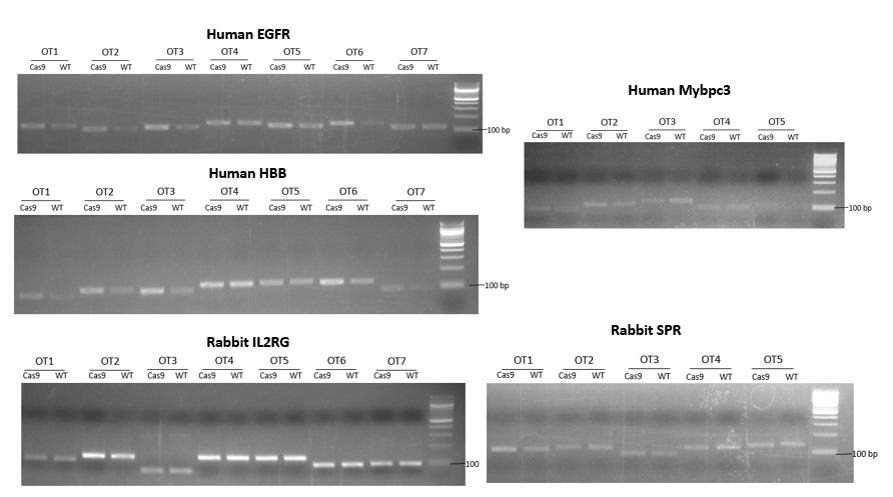 Human EGFR
OT1 OT2 OT3 OT4 OT5 OT6 OT7
Cas9 WT Cas9 WT Cas9 WT Cas9 WT Cas9 WT Cas9 WT Cas9 WT
100 bp
Human HBB
OT1 OT2 OT3 OT4 OT5 OT6 OT7
Cas9 WT Cas9 WT Cas9 WT Cas9 WT Cas9 WT Cas9 WT Cas9 WT
100 bp
Rabbit IL2RG
OT1 OT2 OT3 OT4 OT5 OT6 OT7
Cas9 WT Cas9 WT Cas9 WT Cas9 WT Cas9 WT Cas9 WT Cas9 WT
100
Human Mybpc3
OT1 OT2 OT3 OT4 OT5
Cas9 WT Cas9 WT Cas9 WT Cas9 WT Cas9 WT
100 bp
Rabbit SPR
OT1 OT2 OT3 OT4 OT5
Cas9 WT Cas9 WT Cas9 WT Cas9 WT Cas9 WT
100 bp